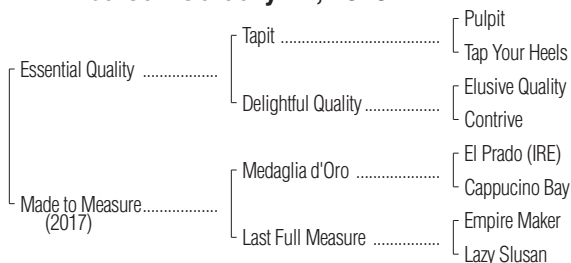 Pulpit
Tapit
Tap Your Heels
Essential Quality
Elusive Quality
Delightful Quality
Contrive
El Prado (IRE)
Medaglia d'Oro
Cappucino Bay
Made to Measure
(2017)
Empire Maker
Last Full Measure
Lazy Slusan